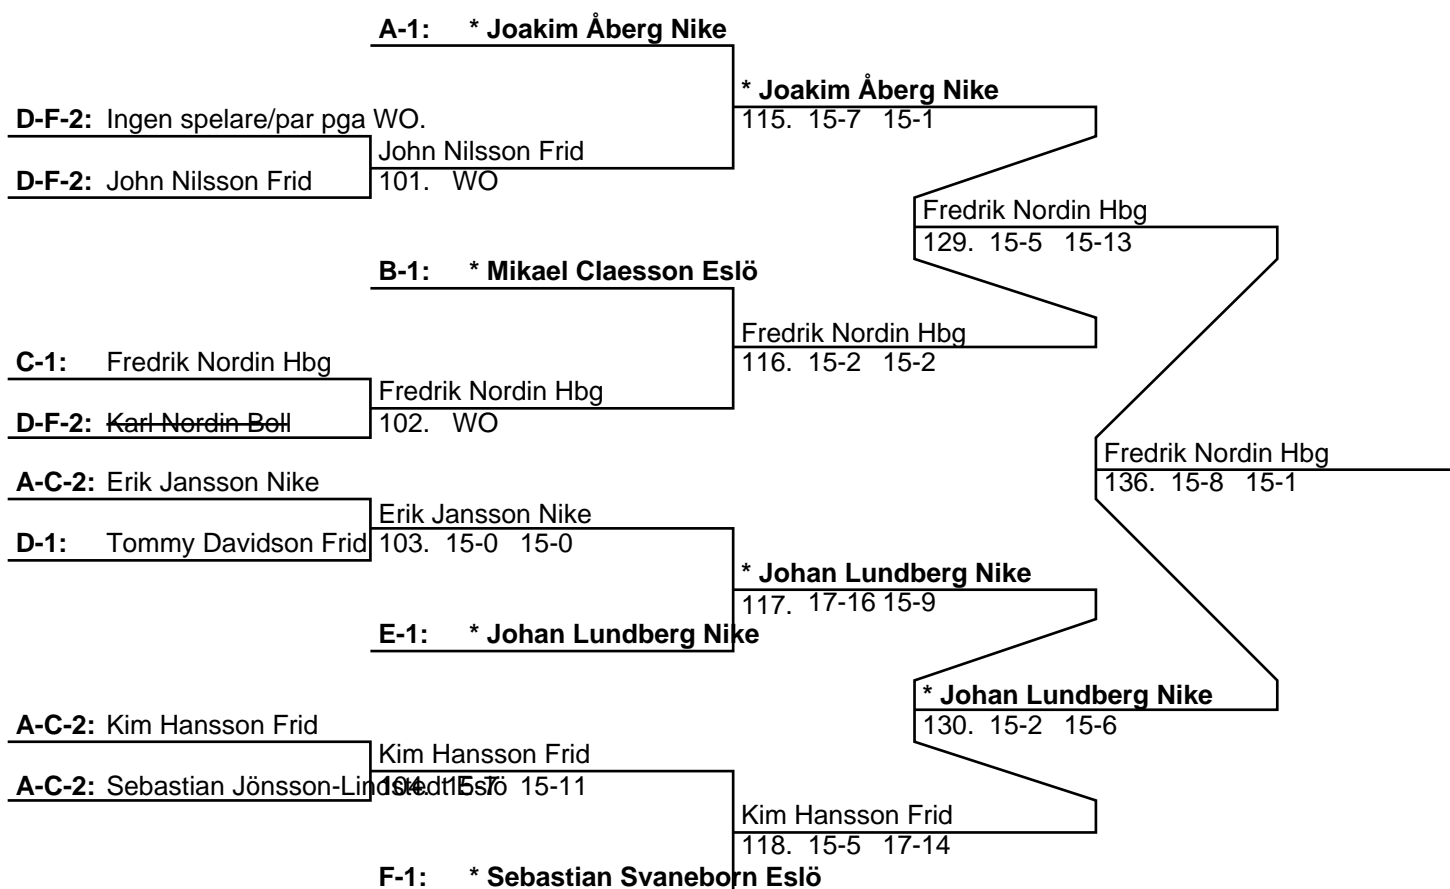 A-1: * Joakim Åberg Nike
* Joakim Åberg Nike
D-F-2: Ingen spelare/par pga WO.
115. 15-7 15-1
John Nilsson Frid
D-F-2: John Nilsson Frid
101. WO
Fredrik Nordin Hbg
129. 15-5 15-13
B-1: * Mikael Claesson Eslö
Fredrik Nordin Hbg
C-1: Fredrik Nordin Hbg
116. 15-2 15-2
Fredrik Nordin Hbg
D-F-2: Karl Nordin Boll
102. WO
Fredrik Nordin Hbg
A-C-2: Erik Jansson Nike
136. 15-8 15-1
Erik Jansson Nike
D-1: Tommy Davidson Frid
103. 15-0 15-0
* Johan Lundberg Nike
117. 17-16 15-9
E-1: * Johan Lundberg Nike
* Johan Lundberg Nike
A-C-2: Kim Hansson Frid
130. 15-2 15-6
Kim Hansson Frid
A-C-2: Sebastian Jönsson-Lindstedt Eslö
104. 15-7 15-11
Kim Hansson Frid
118. 15-5 17-14
F-1: * Sebastian Svaneborn Eslö